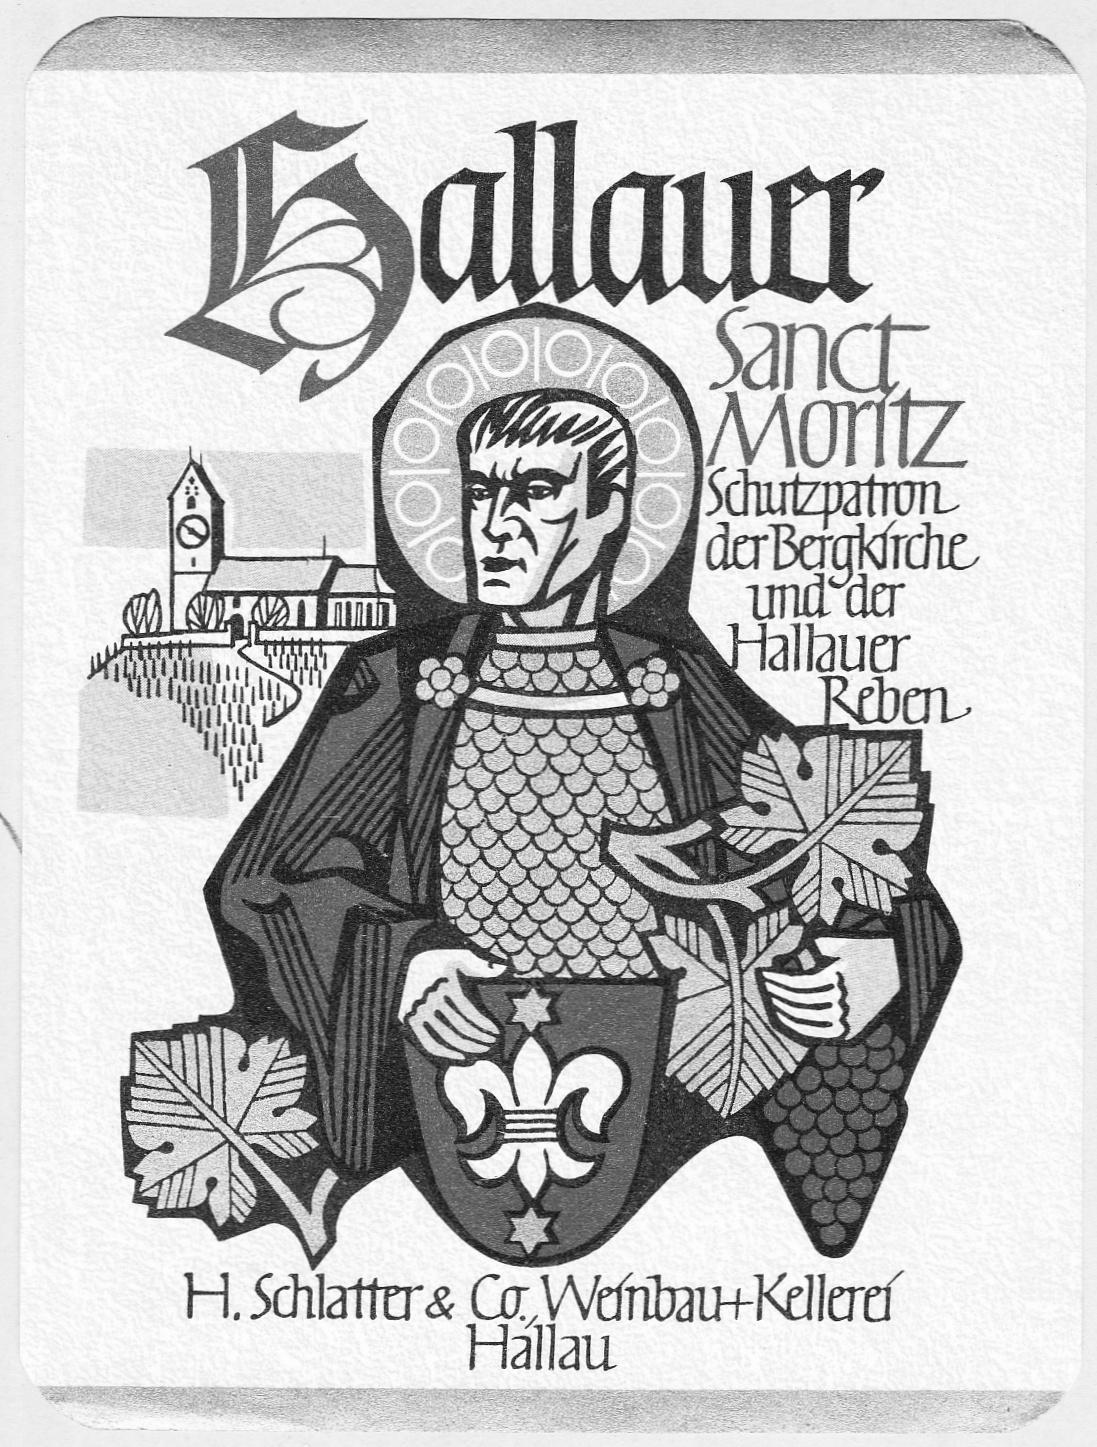 Hallauer
Sanct
Moritz
Schutzpatron
der Bergkirche
und der
Hallauer
Reben
H. Schlatter & Co. Weinbau+Kellerei
Hallau